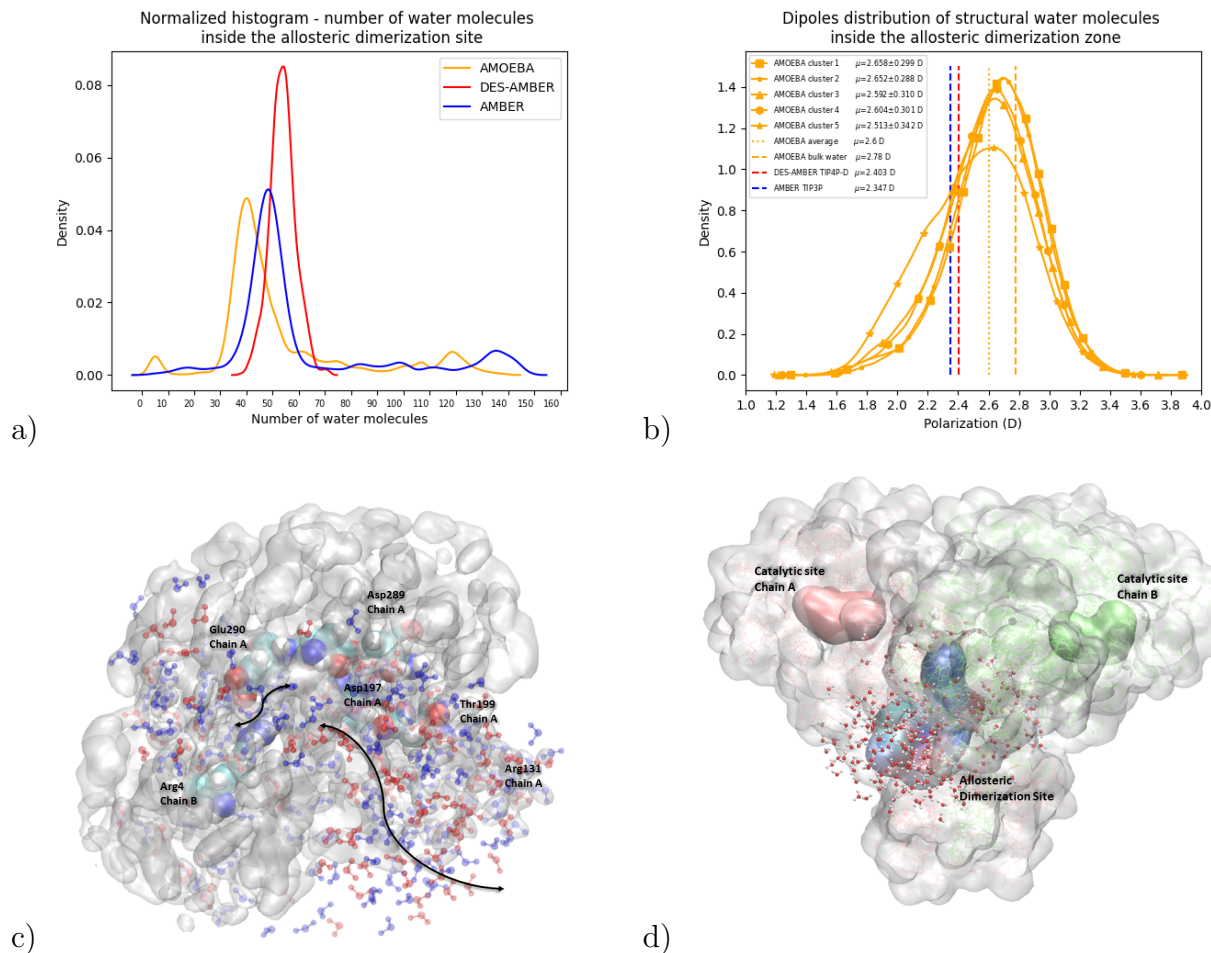 Normalized histogram - number of water molecules
inside the allosteric dimerization site
AMOEBA
DES-AMBER
AMBER
0.08
0.06
0.04
0.02
0.00
Density
0 10 20 30 40 50 60 70 80 90 100 110 120 130 140 150 160
Number of water molecules
a)
Dipoles distribution of structural water molecules
inside the allosteric dimerization zone
AMOEBA cluster 1 μ=2.658±0.299 D
AMOEBA cluster 2 μ=2.652±0.288 D
AMOEBA cluster 3 μ=2.592±0.310 D
AMOEBA cluster 4 μ=2.604±0.301 D
AMOEBA cluster 5 μ=2.513±0.342 D
AMOEBA average μ=2.6 D
AMOEBA bulk water μ=2.78 D
DES-AMBER TIP4P-D μ=2.403 D
AMBER TIP3P μ=2.347 D
1.4
1.2
1.0
0.8
0.6
0.4
0.2
0.0
Density
1.0 1.2 1.4 1.6 1.8 2.0 2.2 2.4 2.6 2.8 3.0 3.2 3.4 3.6 3.8 4.0
Polarization (D)
b)
Asp289
Chain A
Glu290
Chain A
Asp197
Chain A
Thr199
Chain A
Arg131
Chain A
Arg4
Chain B
c)
Catalytic site
Chain A
Catalytic site
Chain B
Allosteric
Dimerization Site
d)